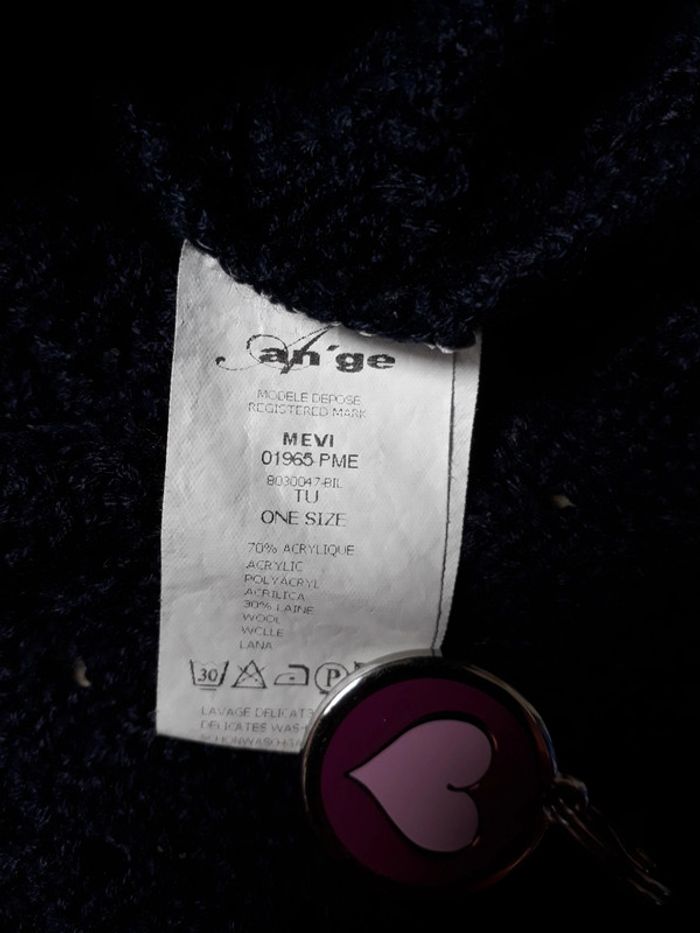 an'ge
MODELE DEPOSE
REGISTERED MARK
MEVI
01965-PME
8030047-BIL
TU
ONE SIZE
70% ACRYLIQUE
ACRYLIC
POLYACRYL
ACRILICA
30% LAINE
WOOL
WOLLE
LANA
30 P
LAVAGE DELICAT
DELICATES WAS
SCHONWASCHGA